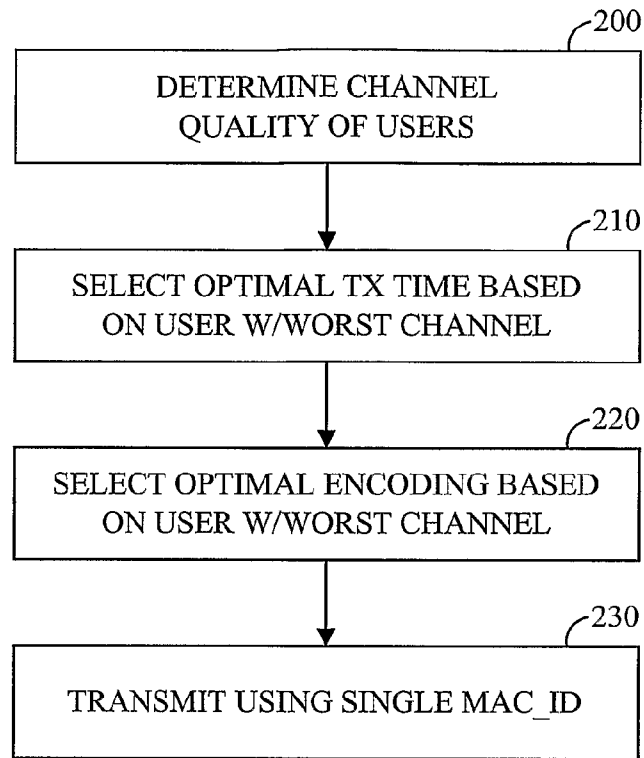 200
DETERMINE CHANNEL
QUALITY OF USERS
210
SELECT OPTIMAL TX TIME BASED
ON USER W/WORST CHANNEL
220
SELECT OPTIMAL ENCODING BASED
ON USER W/WORST CHANNEL
230
TRANSMIT USING SINGLE MAC_ID